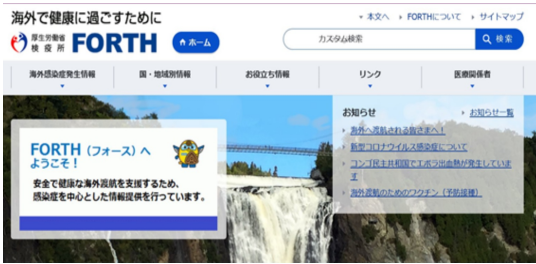 海外で健康に過ごすために
本文へ FORTHについて サイトマップ
厚生労働省
検疫所
FORTH
ホーム
カスタム検索
検索
海外感染症発生情報 国・地域別情報 お役立ち情報 リンク 医療関係者
FORTH（フォース）へ
ようこそ！
安全で健康な海外渡航を支援するため、
感染症を中心とした情報提供を行っています。
お知らせ
お知らせ一覧
海外へ渡航される皆さまへ！
新型コロナウイルス感染症について
コンゴ民主共和国でエボラ出血熱が発生していま
す
海外渡航のためのワクチン（予防接種）